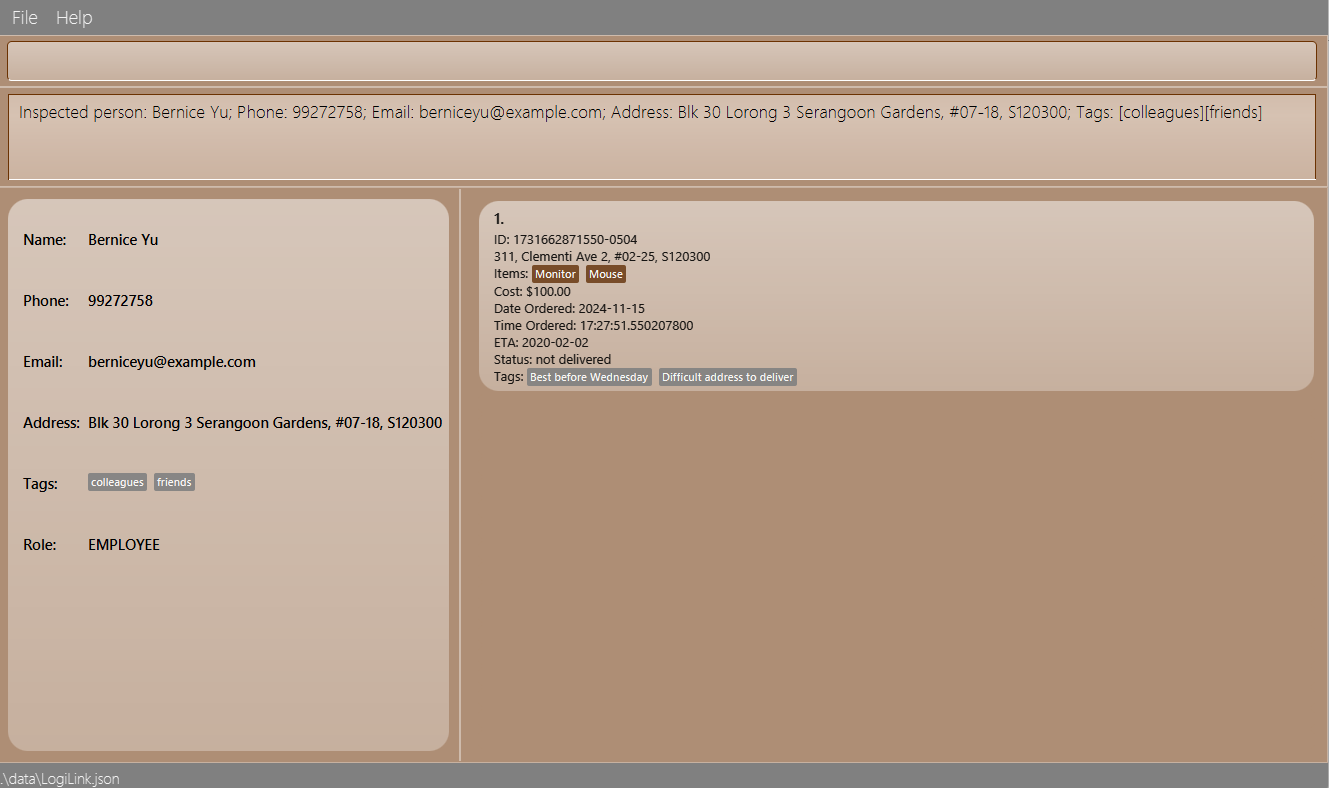 File Help
Inspected person: Bernice Yu; Phone: 99272758; Email: berniceyu@example.com; Address: Blk 30 Lorong 3 Serangoon Gardens, #07-18, S120300; Tags: [colleagues][friends]
Name: Bernice Yu
Phone: 99272758
Email: berniceyu@example.com
Address: Blk 30 Lorong 3 Serangoon Gardens, #07-18, S120300
Tags: colleagues friends
Role: EMPLOYEE
1.
ID: 1731662871550-0504
311, Clementi Ave 2, #02-25, S120300
Items: Monitor Mouse
Cost: $100.00
Date Ordered: 2024-11-15
Time Ordered: 17:27:51.550207800
ETA: 2020-02-02
Status: not delivered
Tags: Best before Wednesday Difficult address to deliver
.\data\LogiLink.json